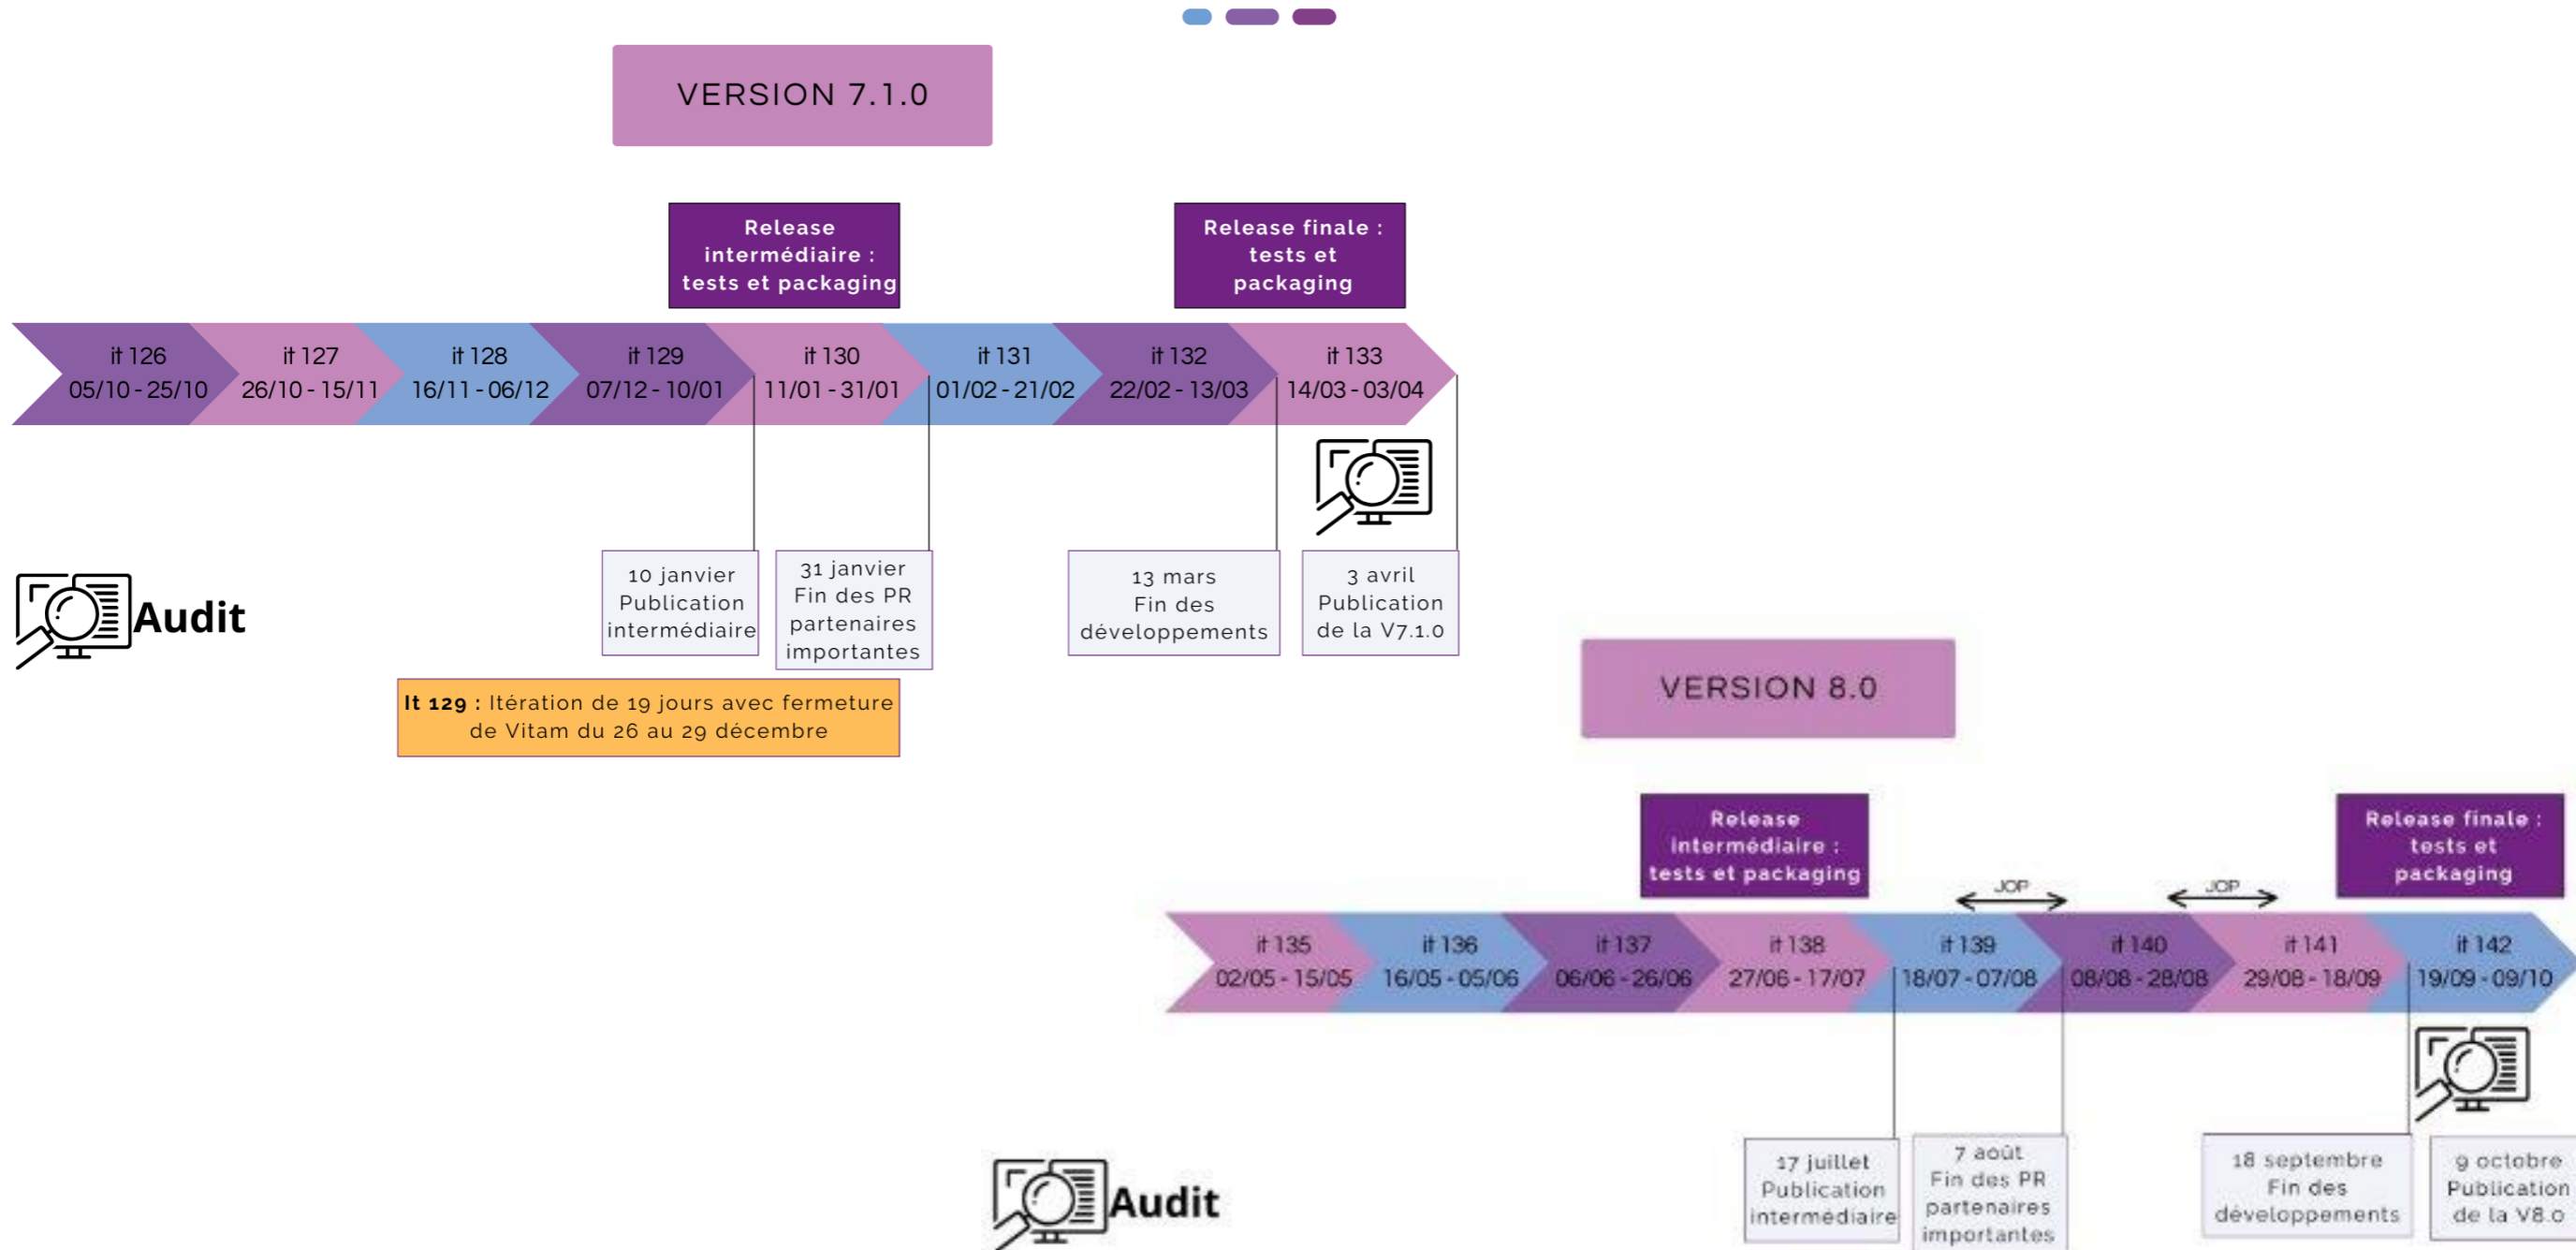 VERSION 7.1.0
Release
intermédiaire :
tests et packaging
Release finale :
tests et
packaging
it 126
05/10 - 25/10
it 127
26/10 - 15/11
it 128
16/11 - 06/12
it 129
07/12 - 10/01
it 130
11/01 - 31/01
it 131
01/02 - 21/02
it 132
22/02 - 13/03
it 133
14/03 - 03/04
10 janvier
Publication
intermédiaire
31 janvier
Fin des PR
partenaires
importantes
13 mars
Fin des
développements
3 avril
Publication
de la V7.1.0
Audit
It 129 : Itération de 19 jours avec fermeture
de Vitam du 26 au 29 décembre
VERSION 8.0
Release
intermédiaire :
tests et packaging
Release finale :
tests et
packaging
JOP
JOP
it 135
02/05 - 15/05
it 136
16/05 - 05/06
it 137
06/06 - 26/06
it 138
27/06 - 17/07
it 139
18/07 - 07/08
it 140
08/08 - 28/08
it 141
29/08 - 18/09
it 142
19/09 - 09/10
17 juillet
Publication
intermédiaire
7 août
Fin des PR
partenaires
importantes
18 septembre
Fin des
développements
9 octobre
Publication
de la V8.0
Audit